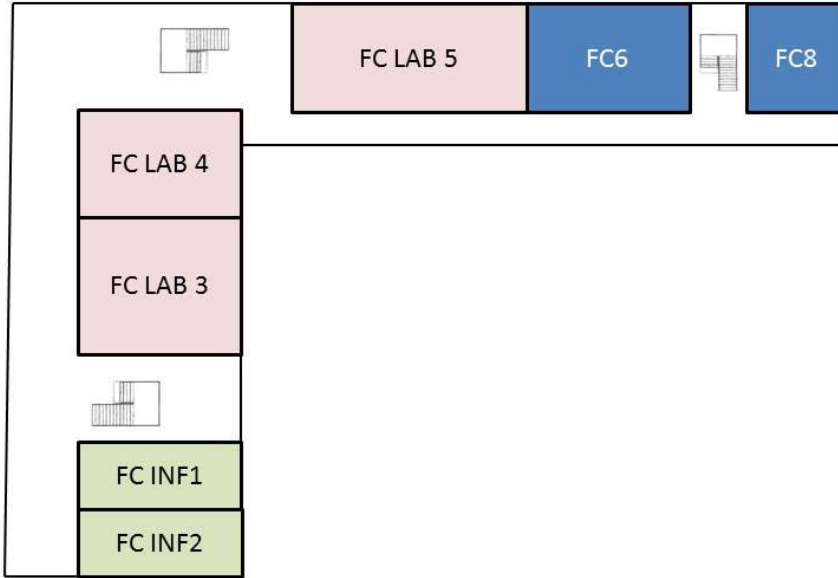 FC LAB 5
FC6
FC8
FC LAB 4
FC LAB 3
FC INF1
FC INF2